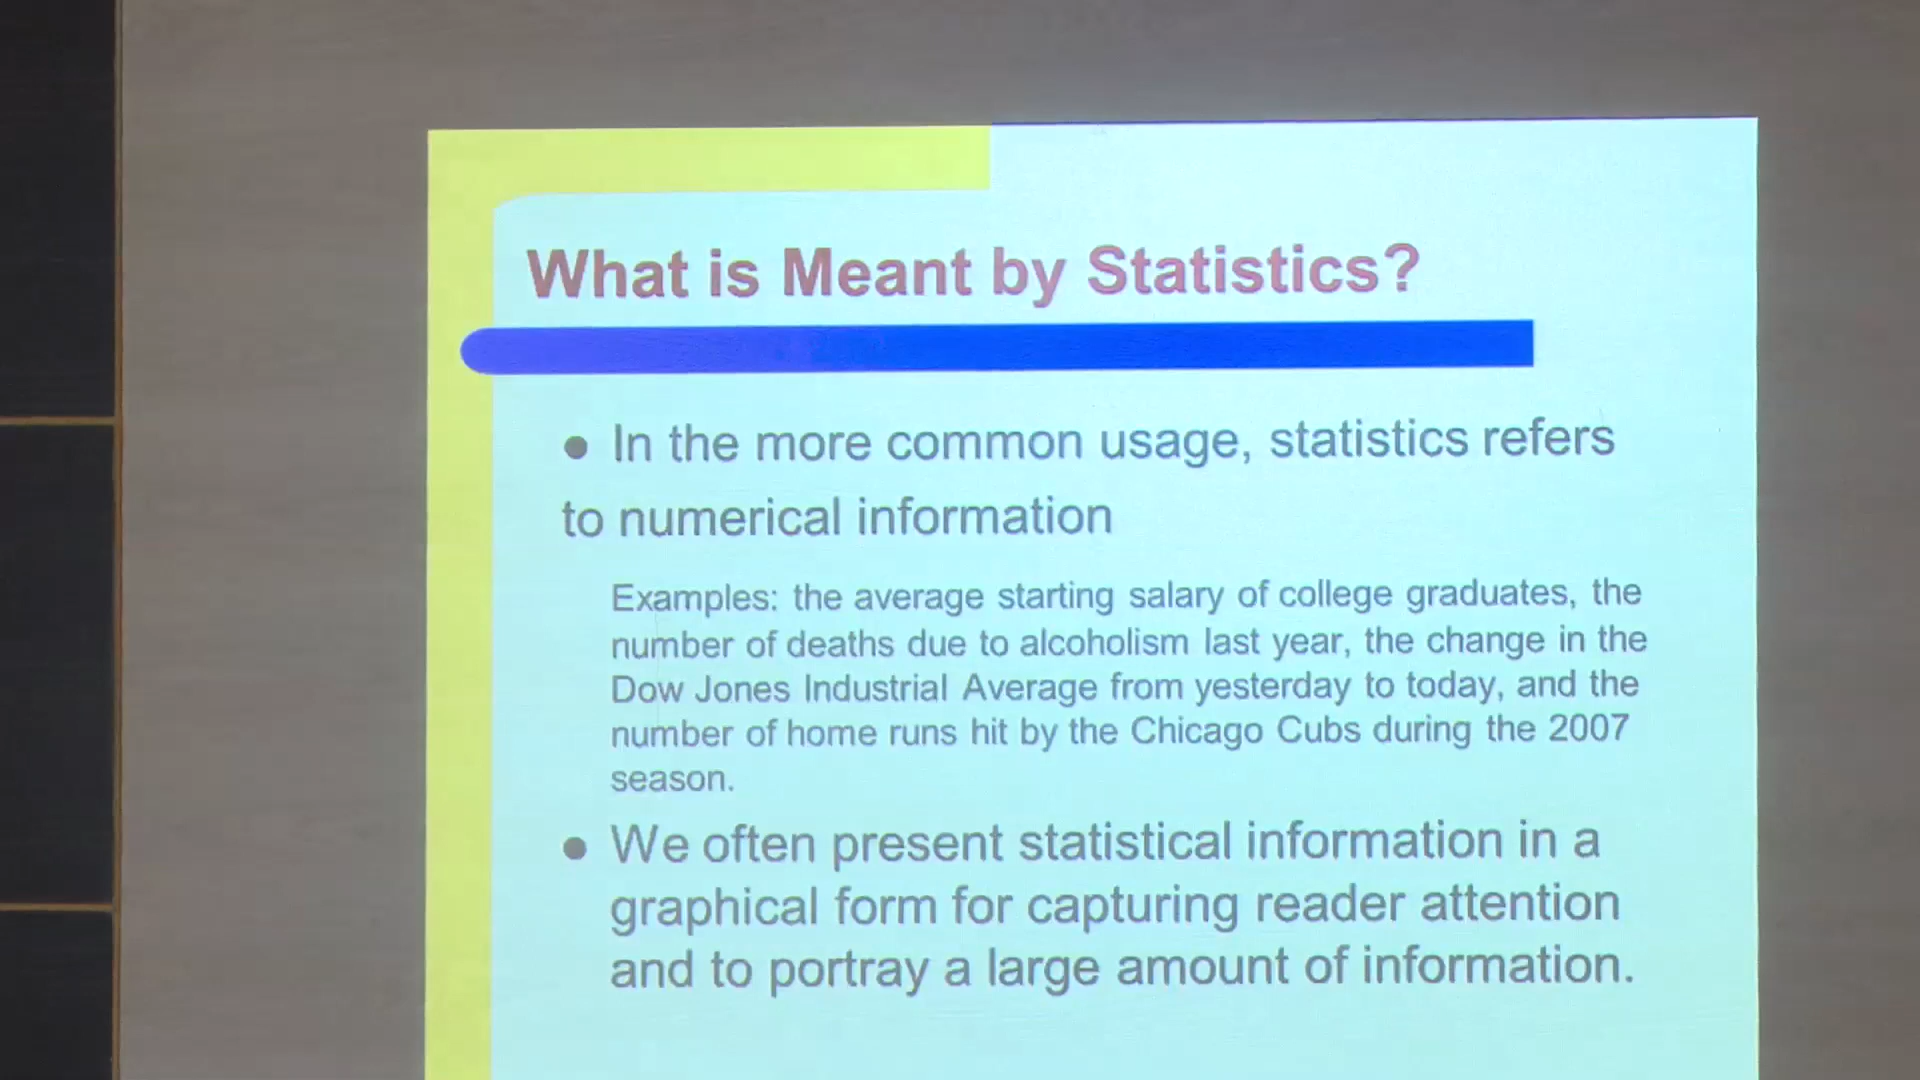 What is Meant by Statistics?
● In the more common usage, statistics refers
to numerical information
Examples: the average starting salary of college graduates, the
number of deaths due to alcoholism last year, the change in the
Dow Jones Industrial Average from yesterday to today, and the
number of home runs hit by the Chicago Cubs during the 2007
season.
● We often present statistical information in a
graphical form for capturing reader attention
and to portray a large amount of information.